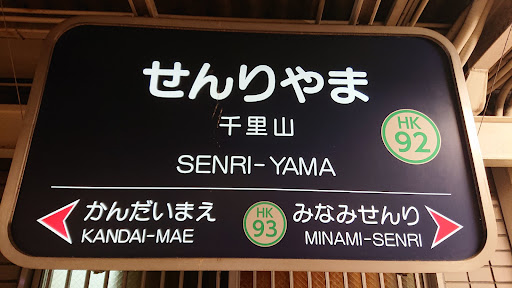 せんりやま
千里山
SENRI-YAMA
HK
92
かんだいまえ
KANDAI-MAE
HK
93
みなみせんり
MINAMI-SENRI